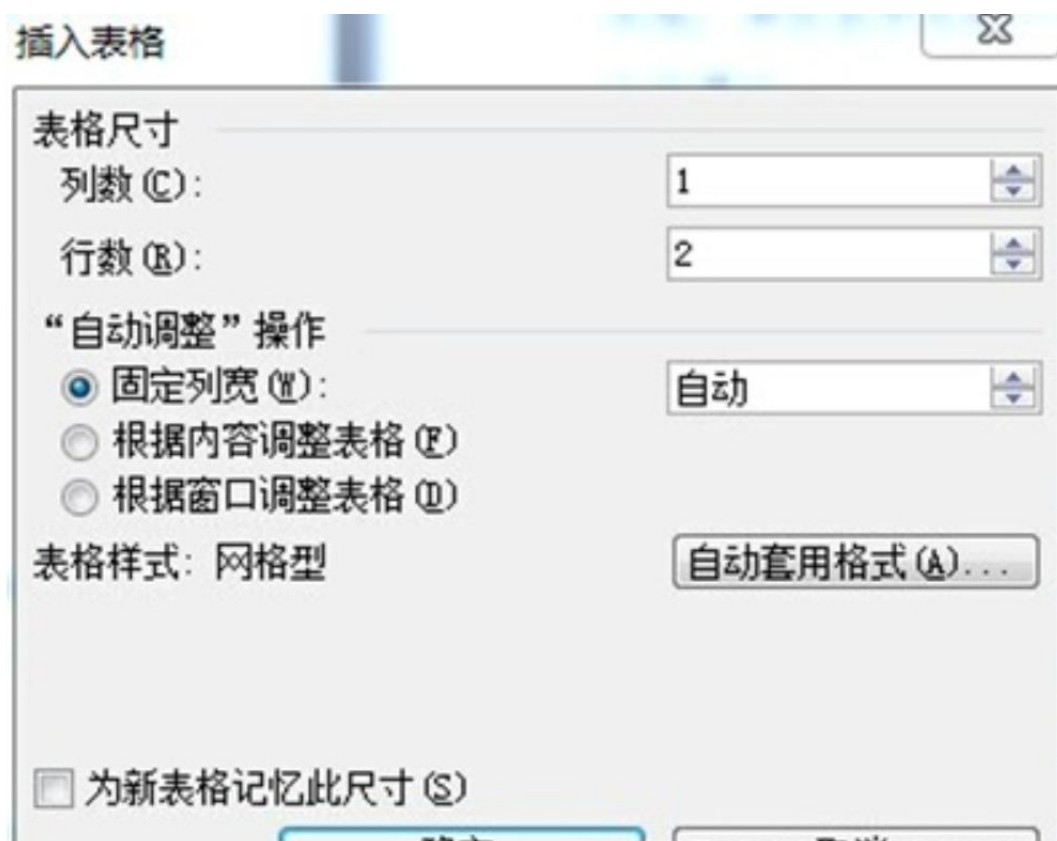 插入表格
表格尺寸
列数(C): 1
行数(R): 2
“自动调整”操作
固定列宽(W): 自动
根据内容调整表格(F)
根据窗口调整表格(D)
表格样式: 网格型 自动套用格式(A)...
为新表格记忆此尺寸(S)